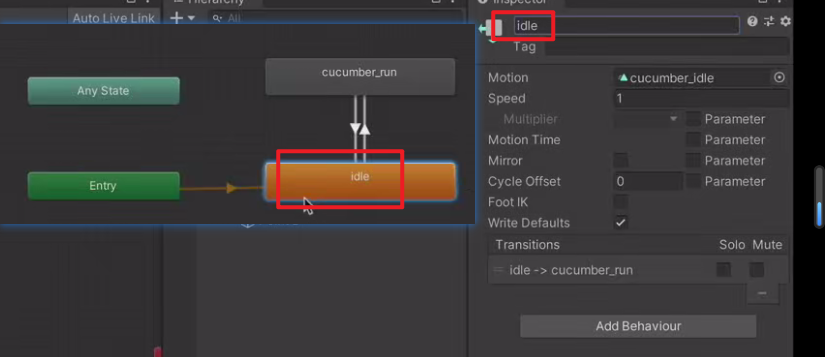 Hierarchy
Inspector
Auto Live Link
All
idle
Tag
cucumber_run
Any State
Entry
idle
Motion
cucumber_idle
Speed
1
Multiplier
Parameter
Motion Time
Parameter
Mirror
Parameter
Cycle Offset
0
Parameter
Foot IK
Write Defaults
Transitions
Solo
Mute
idle -> cucumber_run
Add Behaviour